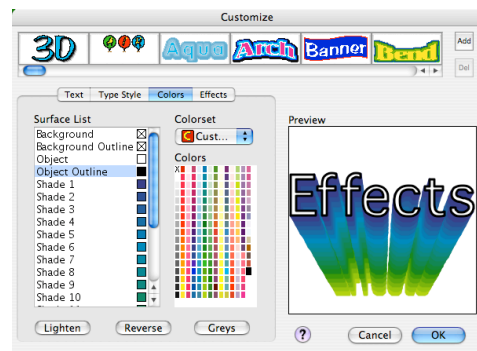 Customize
3D
Aqua
Arch
Banner
Bend
Add
Del
Text Type Style Colors Effects
Surface List
Background
Background Outline
Object
Object Outline
Shade 1
Shade 2
Shade 3
Shade 4
Shade 5
Shade 6
Shade 7
Shade 8
Shade 9
Shade 10
Colorset
C Cust...
Colors
X
Preview
Effects
Lighten Reverse Greys
? Cancel OK